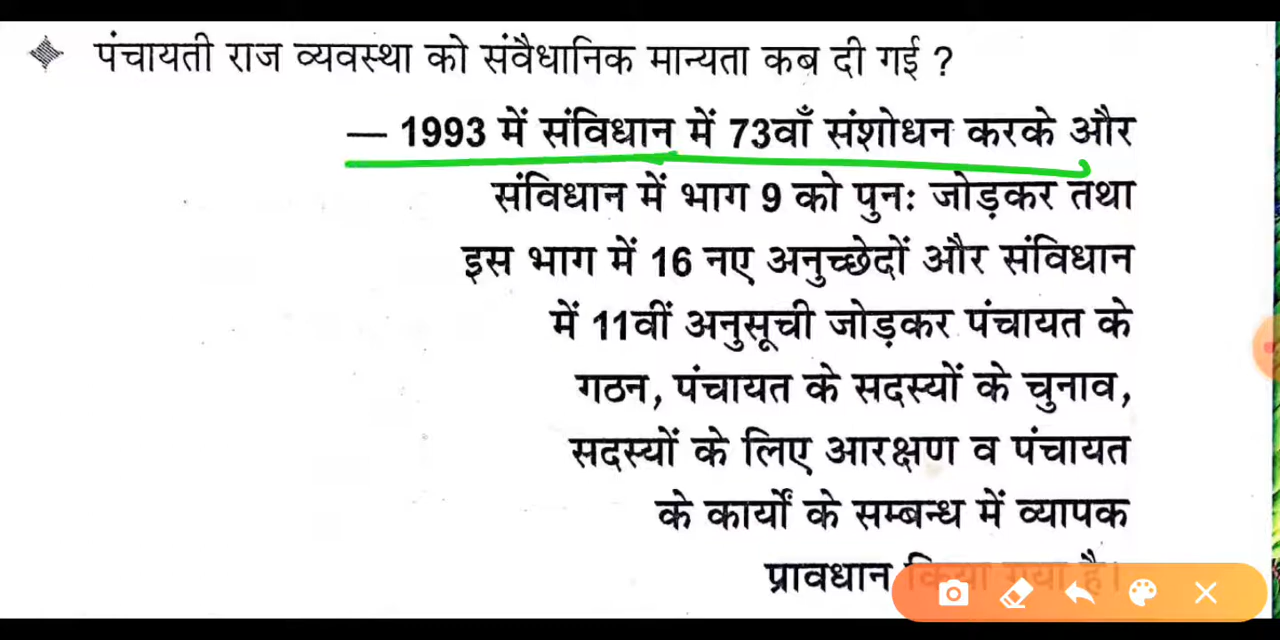 पंचायती राज व्यवस्था को संवैधानिक मान्यता कब दी गई ?
— 1993 में संविधान में 73वाँ संशोधन करके और
संविधान में भाग 9 को पुनः जोड़कर तथा
इस भाग में 16 नए अनुच्छेदों और संविधान
में 11वीं अनुसूची जोड़कर पंचायत के
गठन, पंचायत के सदस्यों के चुनाव,
सदस्यों के लिए आरक्षण व पंचायत
के कार्यों के सम्बन्ध में व्यापक
प्रावधान किया गया है।